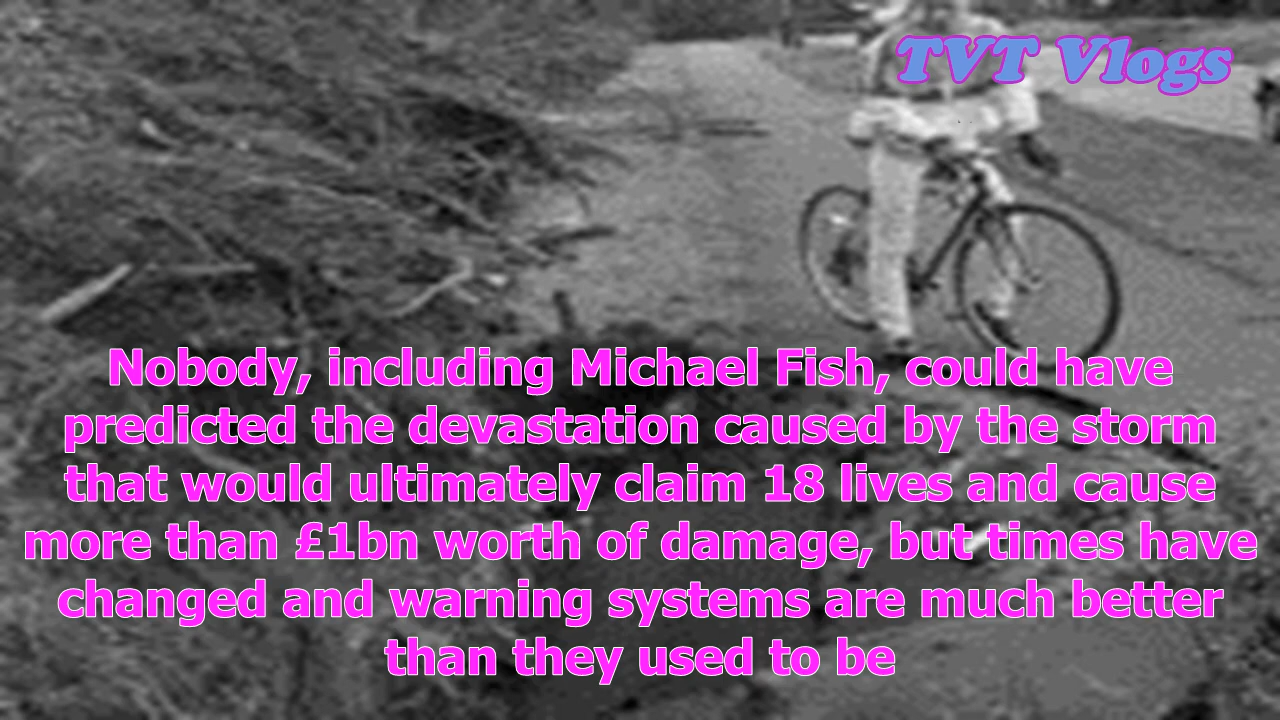 TVT Vlogs
Nobody, including Michael Fish, could have
predicted the devastation caused by the storm
that would ultimately claim 18 lives and cause
more than £1bn worth of damage, but times have
changed and warning systems are much better
than they used to be